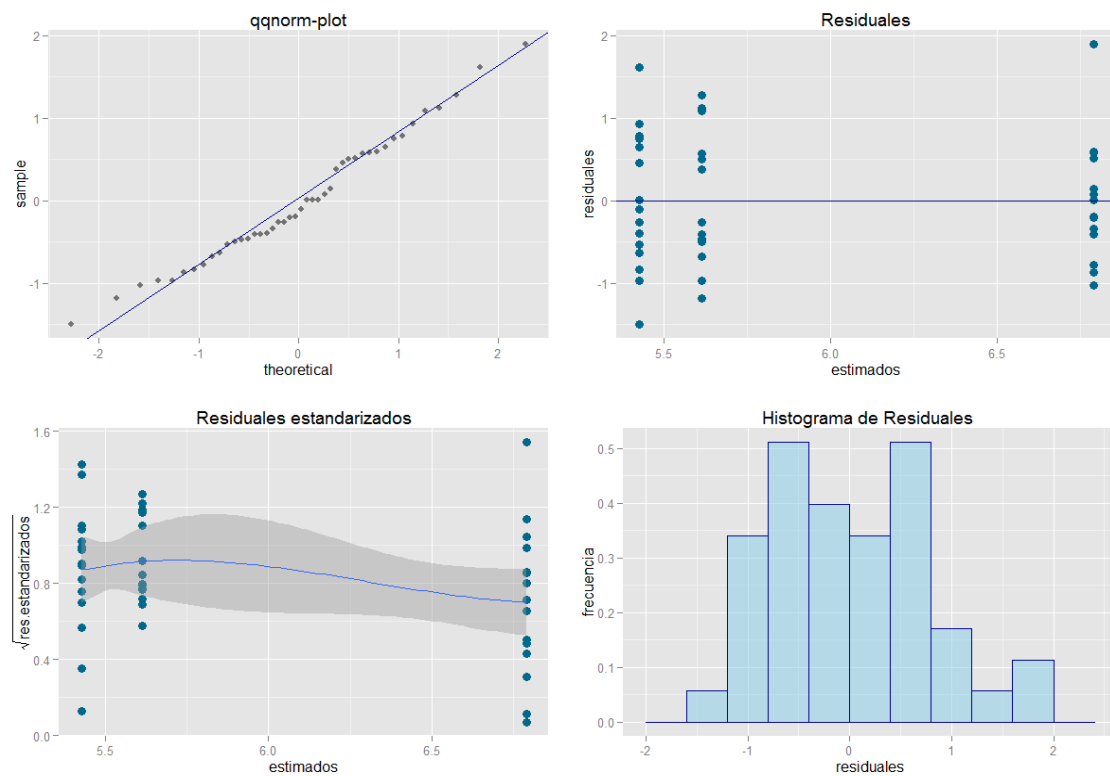 qqnorm-plot
2
1
0
-1
sample
-2
-1
0
1
2
theoretical
Residuales
2
1
0
-1
residuales
5.5
6.0
6.5
estimados
Residuales estandarizados
1.6
1.2
0.8
0.4
0.0
√res.estandarizados
5.5
6.0
6.5
estimados
Histograma de Residuales
0.5
0.4
0.3
0.2
0.1
0.0
frecuencia
-2
-1
0
1
2
residuales